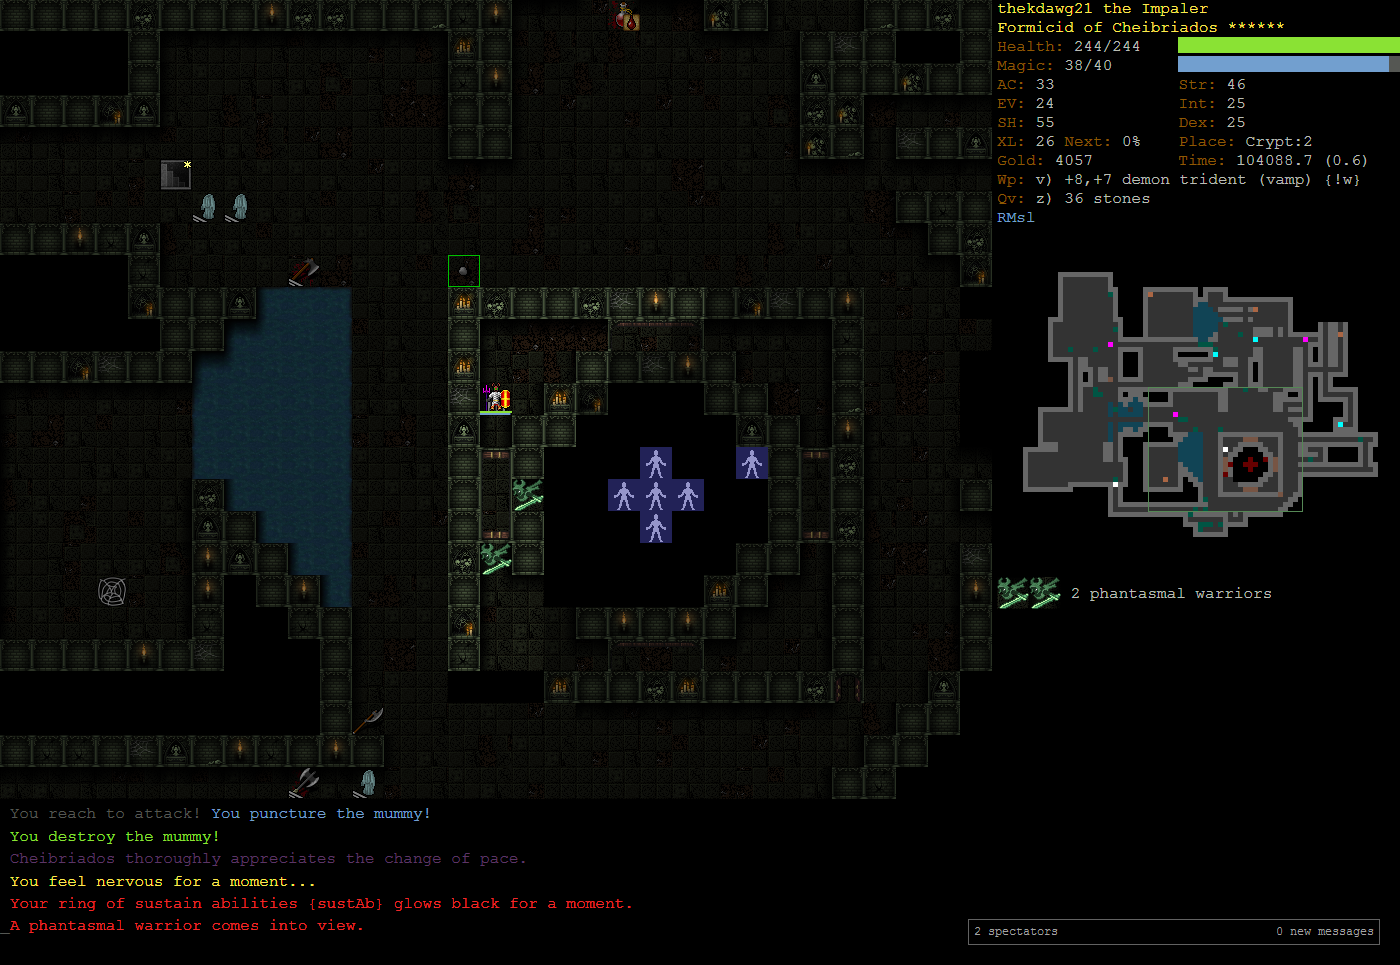 thekdawg21 the Impaler
Formicid of Cheibriados ******
Health: 244/244
Magic: 38/40
AC: 33 Str: 46
EV: 24 Int: 25
SH: 55 Dex: 25
XL: 26 Next: 0% Place: Crypt:2
Gold: 4057 Time: 104088.7 (0.6)
Wp: v) +8,+7 demon trident (vamp) {!w}
Qv: z) 36 stones
RMsl
*
2 phantasmal warriors
You reach to attack! You puncture the mummy!
You destroy the mummy!
Cheibriados thoroughly appreciates the change of pace.
You feel nervous for a moment...
Your ring of sustain abilities {sustAb} glows black for a moment.
_A phantasmal warrior comes into view.
2 spectators 0 new messages